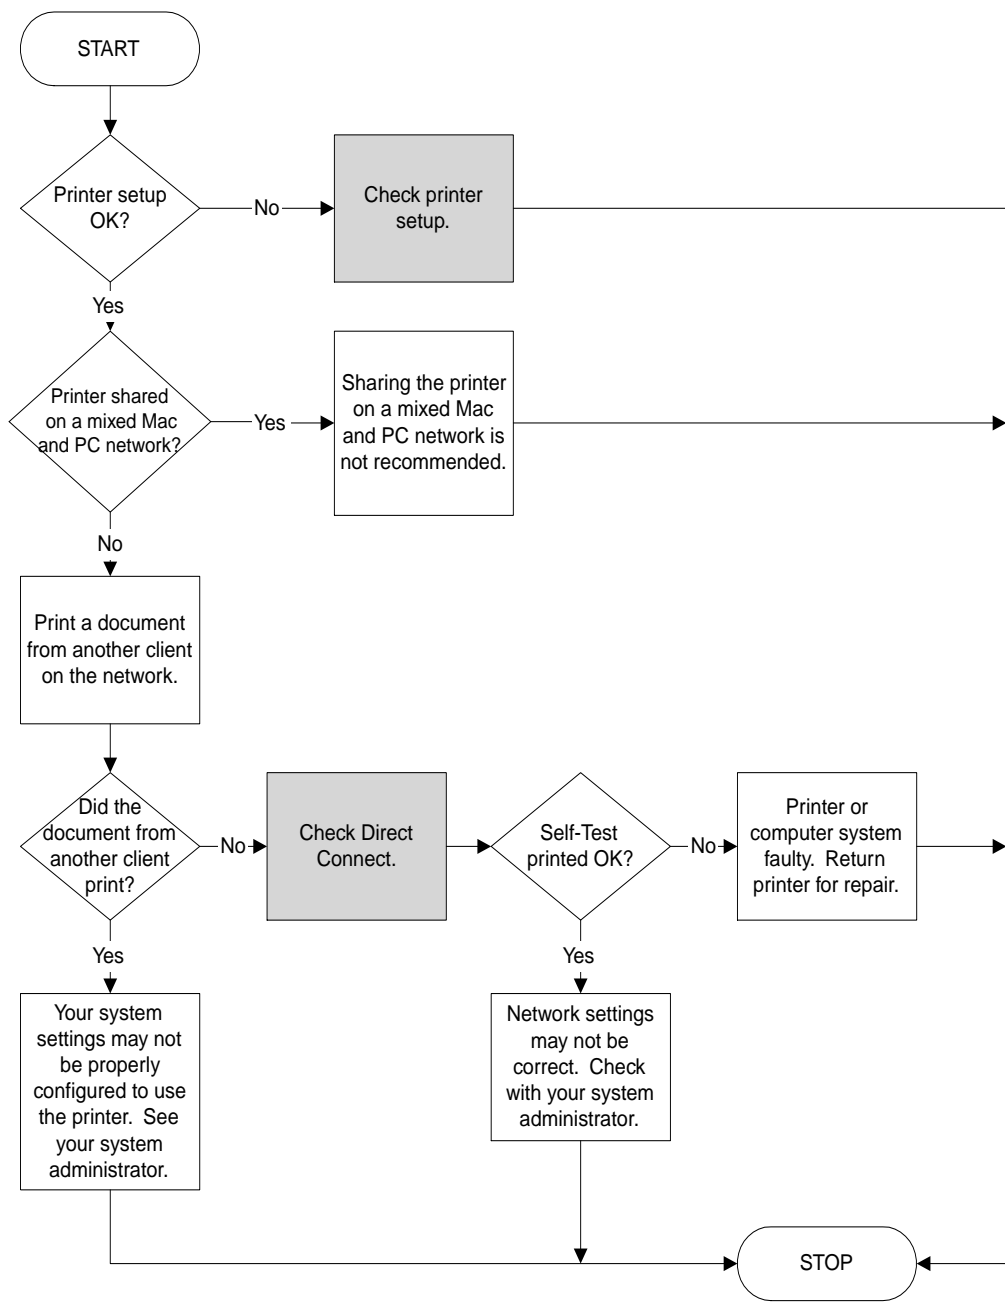 START
Printer setup
OK?
No
Check printer
setup.
Yes
Printer shared
on a mixed Mac
and PC network?
Yes
Sharing the printer
on a mixed Mac
and PC network is
not recommended.
No
Print a document
from another client
on the network.
Did the
document from
another client
print?
No
Check Direct
Connect.
Self-Test
printed OK?
No
Printer or
computer system
faulty.  Return
printer for repair.
Yes
Your system
settings may not
be properly
configured to use
the printer.  See
your system
administrator.
Yes
Network settings
may not be
correct.  Check
with your system
administrator.
STOP